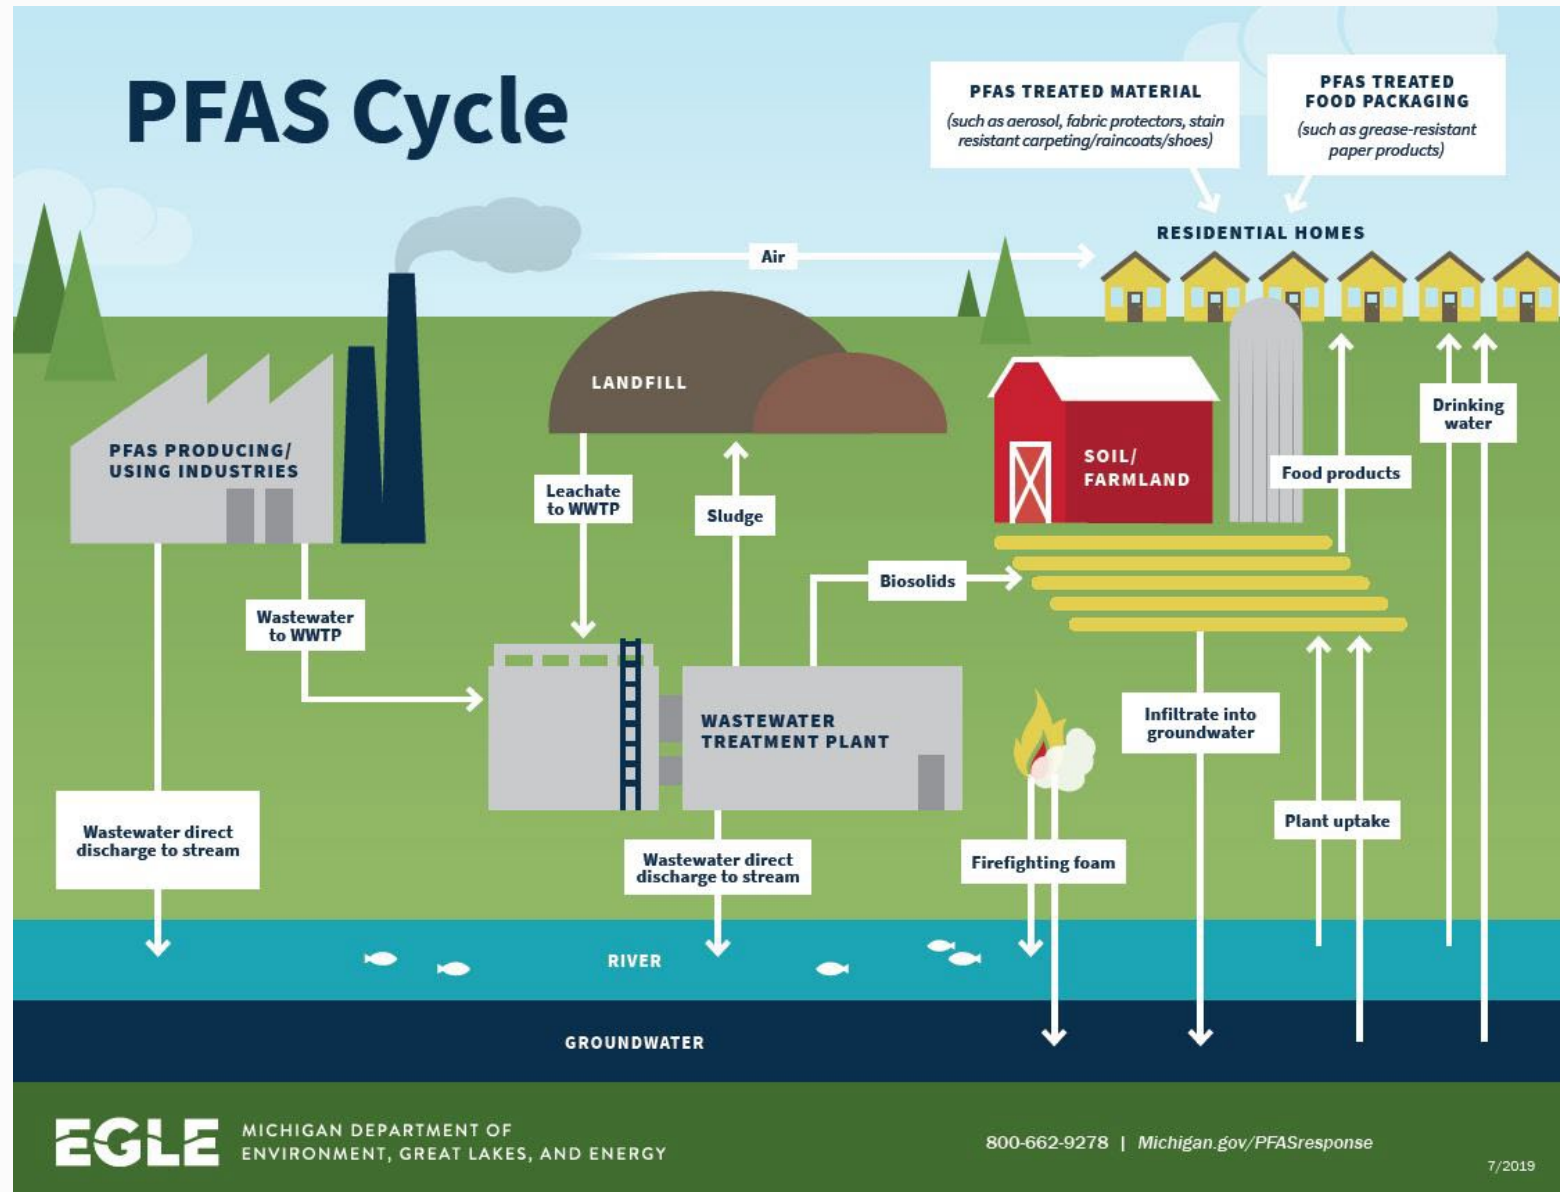 PFAS Cycle
PFAS TREATED MATERIAL
(such as aerosol, fabric protectors, stain
resistant carpeting/raincoats/shoes)
PFAS TREATED
FOOD PACKAGING
(such as grease-resistant
paper products)
RESIDENTIAL HOMES
Air
LANDFILL
PFAS PRODUCING/
USING INDUSTRIES
Leachate
to WWTP
Sludge
SOIL/
FARMLAND
Food products
Drinking
water
Biosolids
Wastewater
to WWTP
WASTEWATER
TREATMENT PLANT
Infiltrate into
groundwater
Plant uptake
Wastewater direct
discharge to stream
Wastewater direct
discharge to stream
Firefighting foam
RIVER
GROUNDWATER
EGLE
MICHIGAN DEPARTMENT OF
ENVIRONMENT, GREAT LAKES, AND ENERGY
800-662-9278 | Michigan.gov/PFASresponse
7/2019